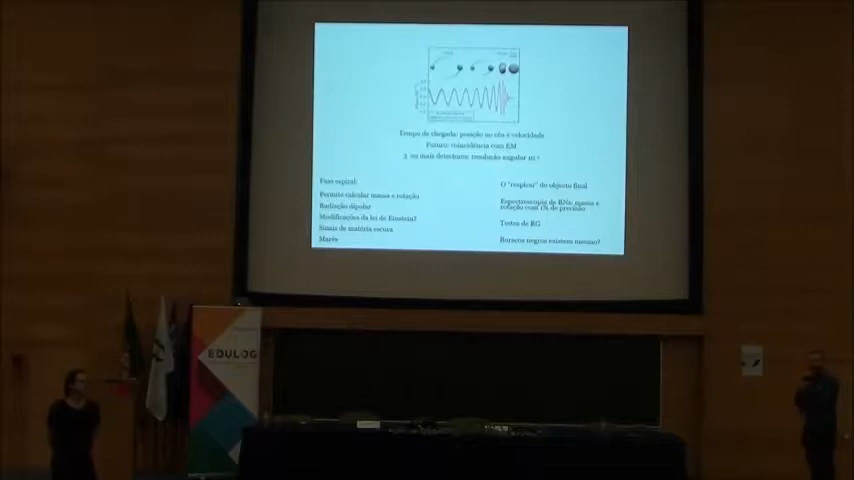 Tempo de chegada: posição no céu e velocidade
Futuro: coincidência com EM
3 ou mais detectores: resolução angular
Fase espiral:
Permite calcular massa e rotação
Radiação dipolar
Modificações da lei de Einstein?
Sinais de matéria escura
Marés
O "respirar" do objecto final
Espectroscopia de BNs: massa e
rotação com 1% de precisão
Testes de RG
Buracos negros existem mesmo?
EDULOG